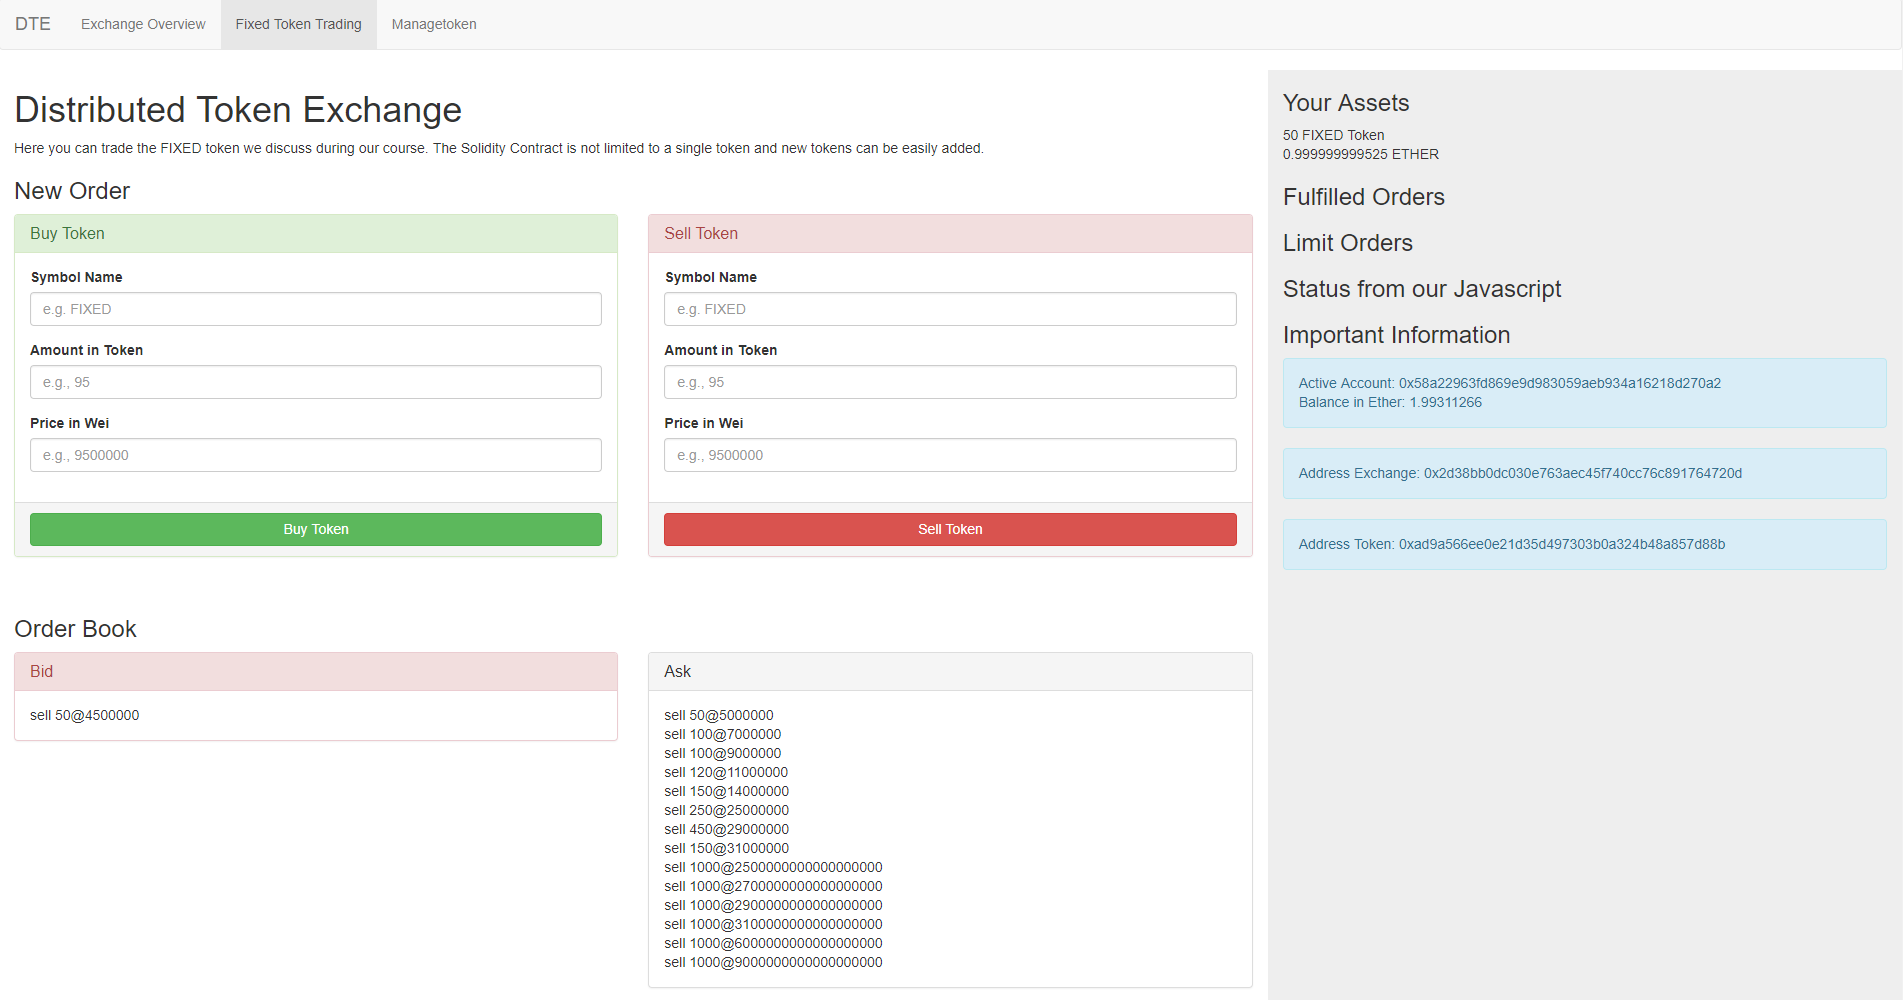 DTE Exchange Overview Fixed Token Trading Managetoken
Distributed Token Exchange
Here you can trade the FIXED token we discuss during our course. The Solidity Contract is not limited to a single token and new tokens can be easily added.
New Order
Buy Token
Symbol Name
e.g. FIXED
Amount in Token
e.g., 95
Price in Wei
e.g., 9500000
Buy Token
Sell Token
Symbol Name
e.g. FIXED
Amount in Token
e.g., 95
Price in Wei
e.g., 9500000
Sell Token
Order Book
Bid
sell 50@4500000
Ask
sell 50@5000000
sell 100@7000000
sell 100@9000000
sell 120@11000000
sell 150@14000000
sell 250@25000000
sell 450@29000000
sell 150@31000000
sell 1000@2500000000000000000
sell 1000@2700000000000000000
sell 1000@2900000000000000000
sell 1000@3100000000000000000
sell 1000@6000000000000000000
sell 1000@9000000000000000000
Your Assets
50 FIXED Token
0.999999999525 ETHER
Fulfilled Orders
Limit Orders
Status from our Javascript
Important Information
Active Account: 0x58a22963fd869e9d983059aeb934a16218d270a2
Balance in Ether: 1.99311266
Address Exchange: 0x2d38bb0dc030e763aec45f740cc76c891764720d
Address Token: 0xad9a566ee0e21d35d497303b0a324b48a857d88b